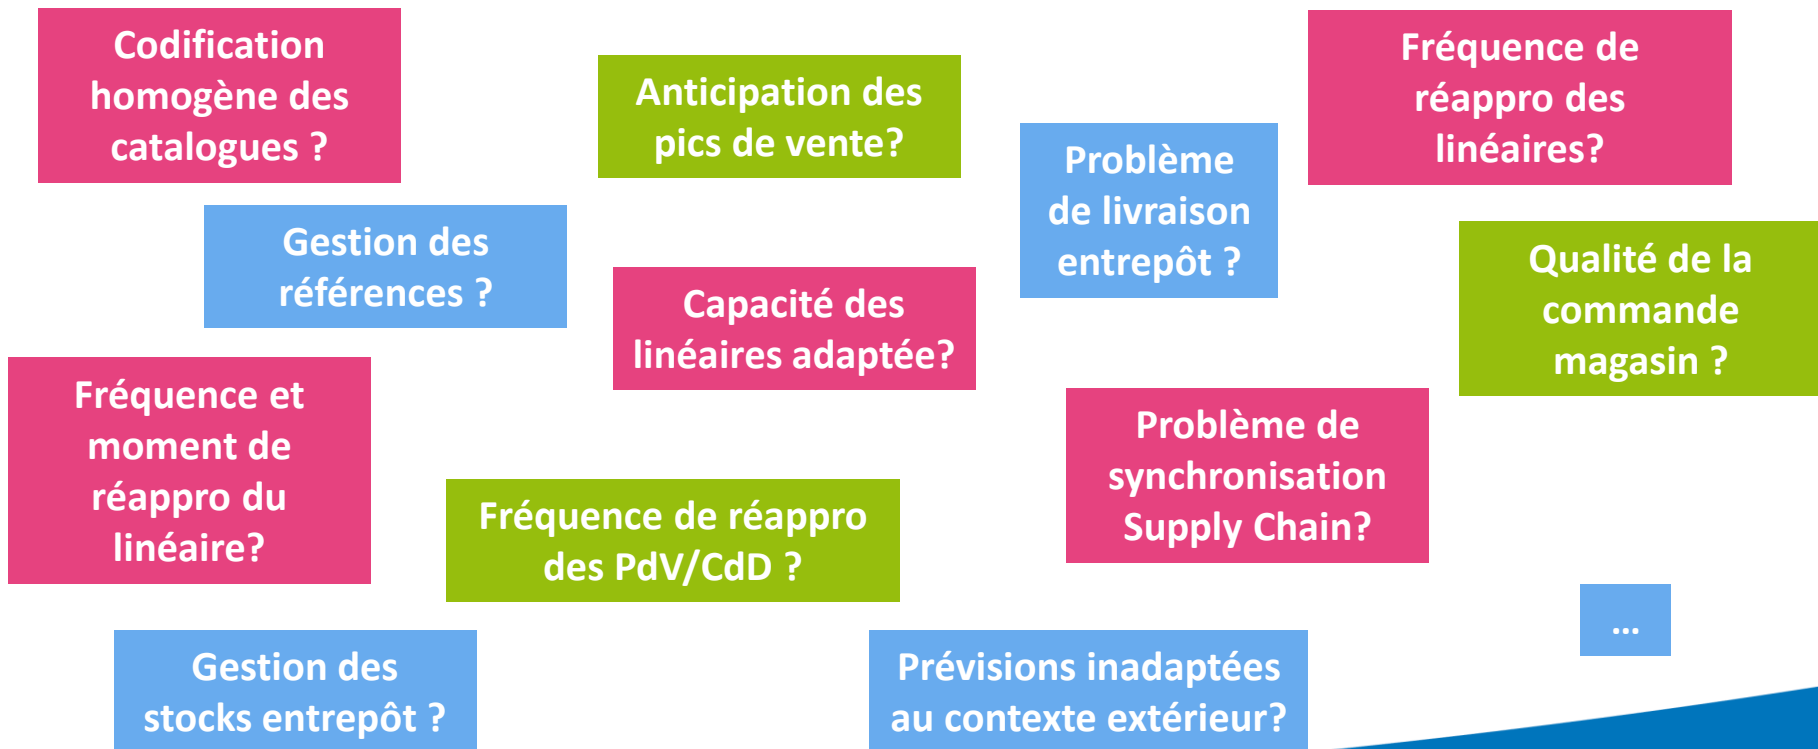 Codification
homogène des
catalogues ?
Anticipation des
pics de vente?
Fréquence de
réappro des
linéaires?
Problème
de livraison
entrepôt ?
Gestion des
références ?
Qualité de la
commande
magasin ?
Capacité des
linéaires adaptée?
Fréquence et
moment de
réappro du
linéaire?
Problème de
synchronisation
Supply Chain?
Fréquence de réappro
des PdV/CdD ?
...
Gestion des
stocks entrepôt ?
Prévisions inadaptées
au contexte extérieur?